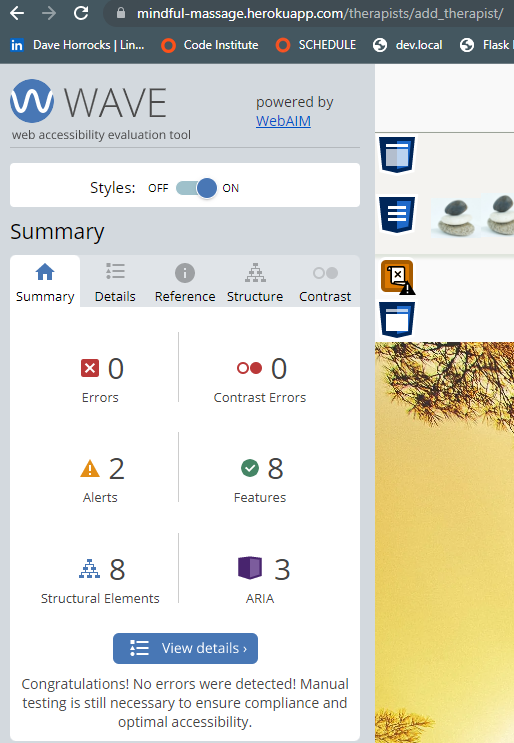 mindful-massage.herokuapp.com/therapists/add_therapist/
Dave Horrocks | Lin... Code Institute SCHEDULE dev.local Flask
WAVE
web accessibility evaluation tool
powered by
WebAIM
Styles: OFF ON
Summary
Summary Details Reference Structure Contrast
0 0
Errors Contrast Errors
2 8
Alerts Features
8 3
Structural Elements ARIA
View details ›
Congratulations! No errors were detected! Manual
testing is still necessary to ensure compliance and
optimal accessibility.